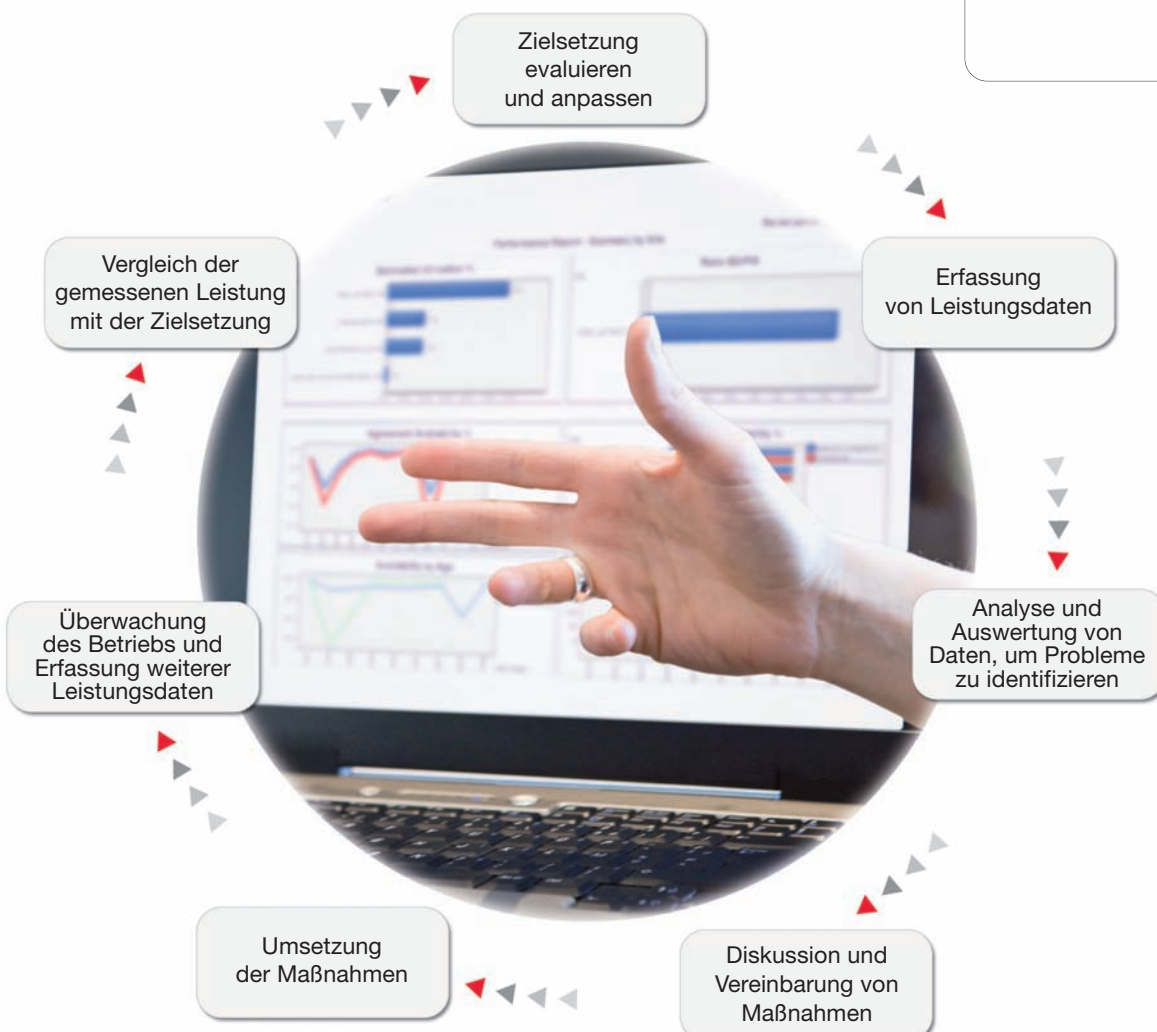 Zielsetzung
evaluieren
und anpassen
Erfassung
von Leistungsdaten
Analyse und
Auswertung von
Daten, um Probleme
zu identifizieren
Diskussion und
Vereinbarung von
Maßnahmen
Umsetzung
der Maßnahmen
Überwachung
des Betriebs und
Erfassung weiterer
Leistungsdaten
Vergleich der
gemessenen Leistung
mit der Zielsetzung